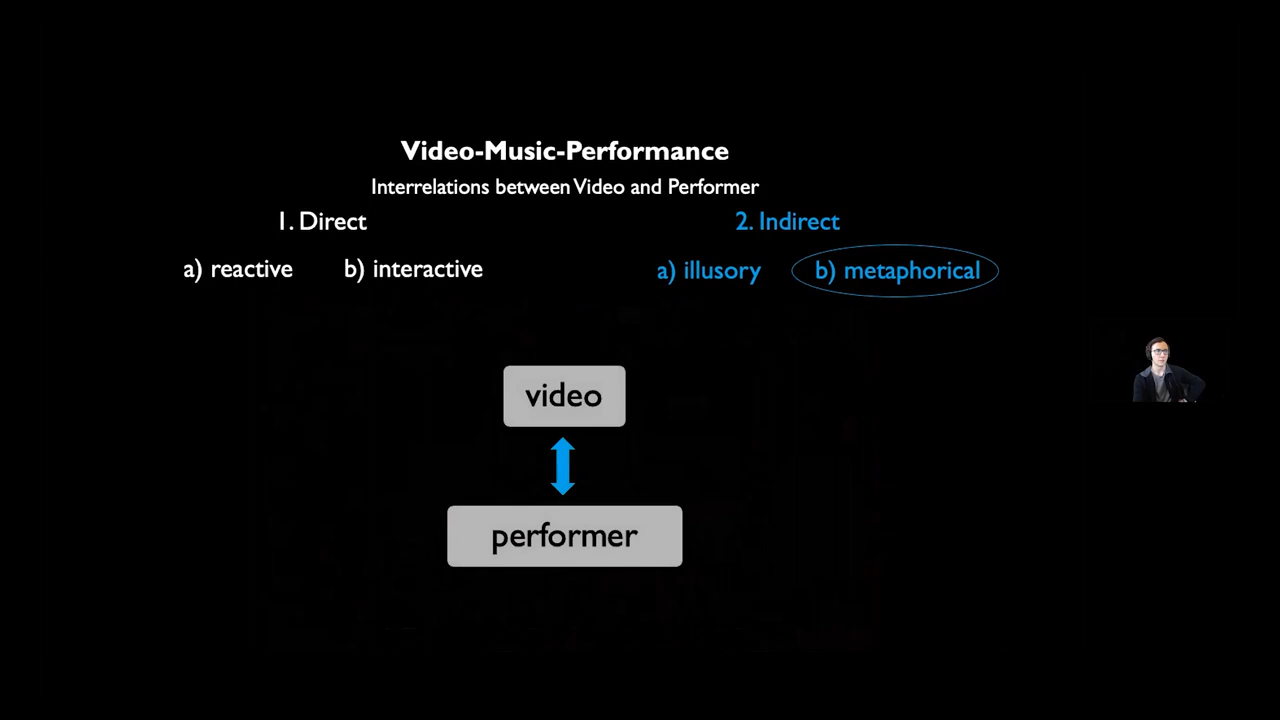 Video-Music-Performance
Interrelations between Video and Performer
1. Direct
2. Indirect
a) reactive
b) interactive
a) illusory
b) metaphorical
video
performer